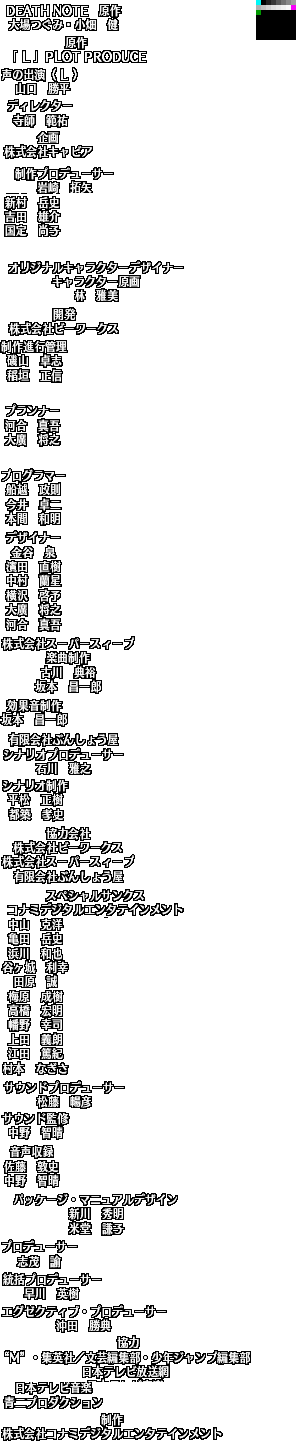 DEATH NOTE　原作
大場つぐみ・小畑　健
原作
「Ｌ」PLOT PRODUCE
声の出演（Ｌ）
山口　勝平
ディレクター
寺師　範祐
企画
株式会社キャビア
制作プロデューサー
岩崎　拓矢
新村　岳史
吉田　雄介
国定　尚子
オリジナルキャラクターデザイナー
キャラクター原画
林　雅美
開発
株式会社ピーワークス
制作進行管理
磯山　卓志
稲垣　正信
プランナー
河合　真吾
大廣　将之
プログラマー
船越　政則
今井　卓二
本間　和明
デザイナー
金谷　泉
濱田　直樹
中村　蘭星
横沢　啓予
大廣　将之
河合　真吾
株式会社スーパースィープ
楽曲制作
古川　典裕
坂本　昌一郎
効果音制作
坂本　昌一郎
有限会社ぶんしょう屋
シナリオプロデューサー
石川　雅之
シナリオ制作
平松　正樹
都築　孝史
協力会社
株式会社ピーワークス
株式会社スーパースィープ
有限会社ぶんしょう屋
スペシャルサンクス
コナミデジタルエンタテインメント
中山　克洋
亀田　岳史
浜川　和也
谷ヶ城　利幸
田原　誠
梅原　成樹
高橋　宏明
幡野　幸司
上田　義朗
江田　篤紀
村本　なぎさ
サウンドプロデューサー
松藤　暢彦
サウンド監修
中野　智晴
音声収録
佐藤　敦史
中野　智晴
パッケージ・マニュアルデザイン
新川　秀明
米堂　謙子
プロデューサー
志茂　諭
統括プロデューサー
早川　英樹
エグゼクティブ・プロデューサー
沖田　勝典
協力
“M”・集英社／文芸編集部・少年ジャンプ編集部
日本テレビ放送網
日本テレビ音楽
青二プロダクション
制作
株式会社コナミデジタルエンタテインメント